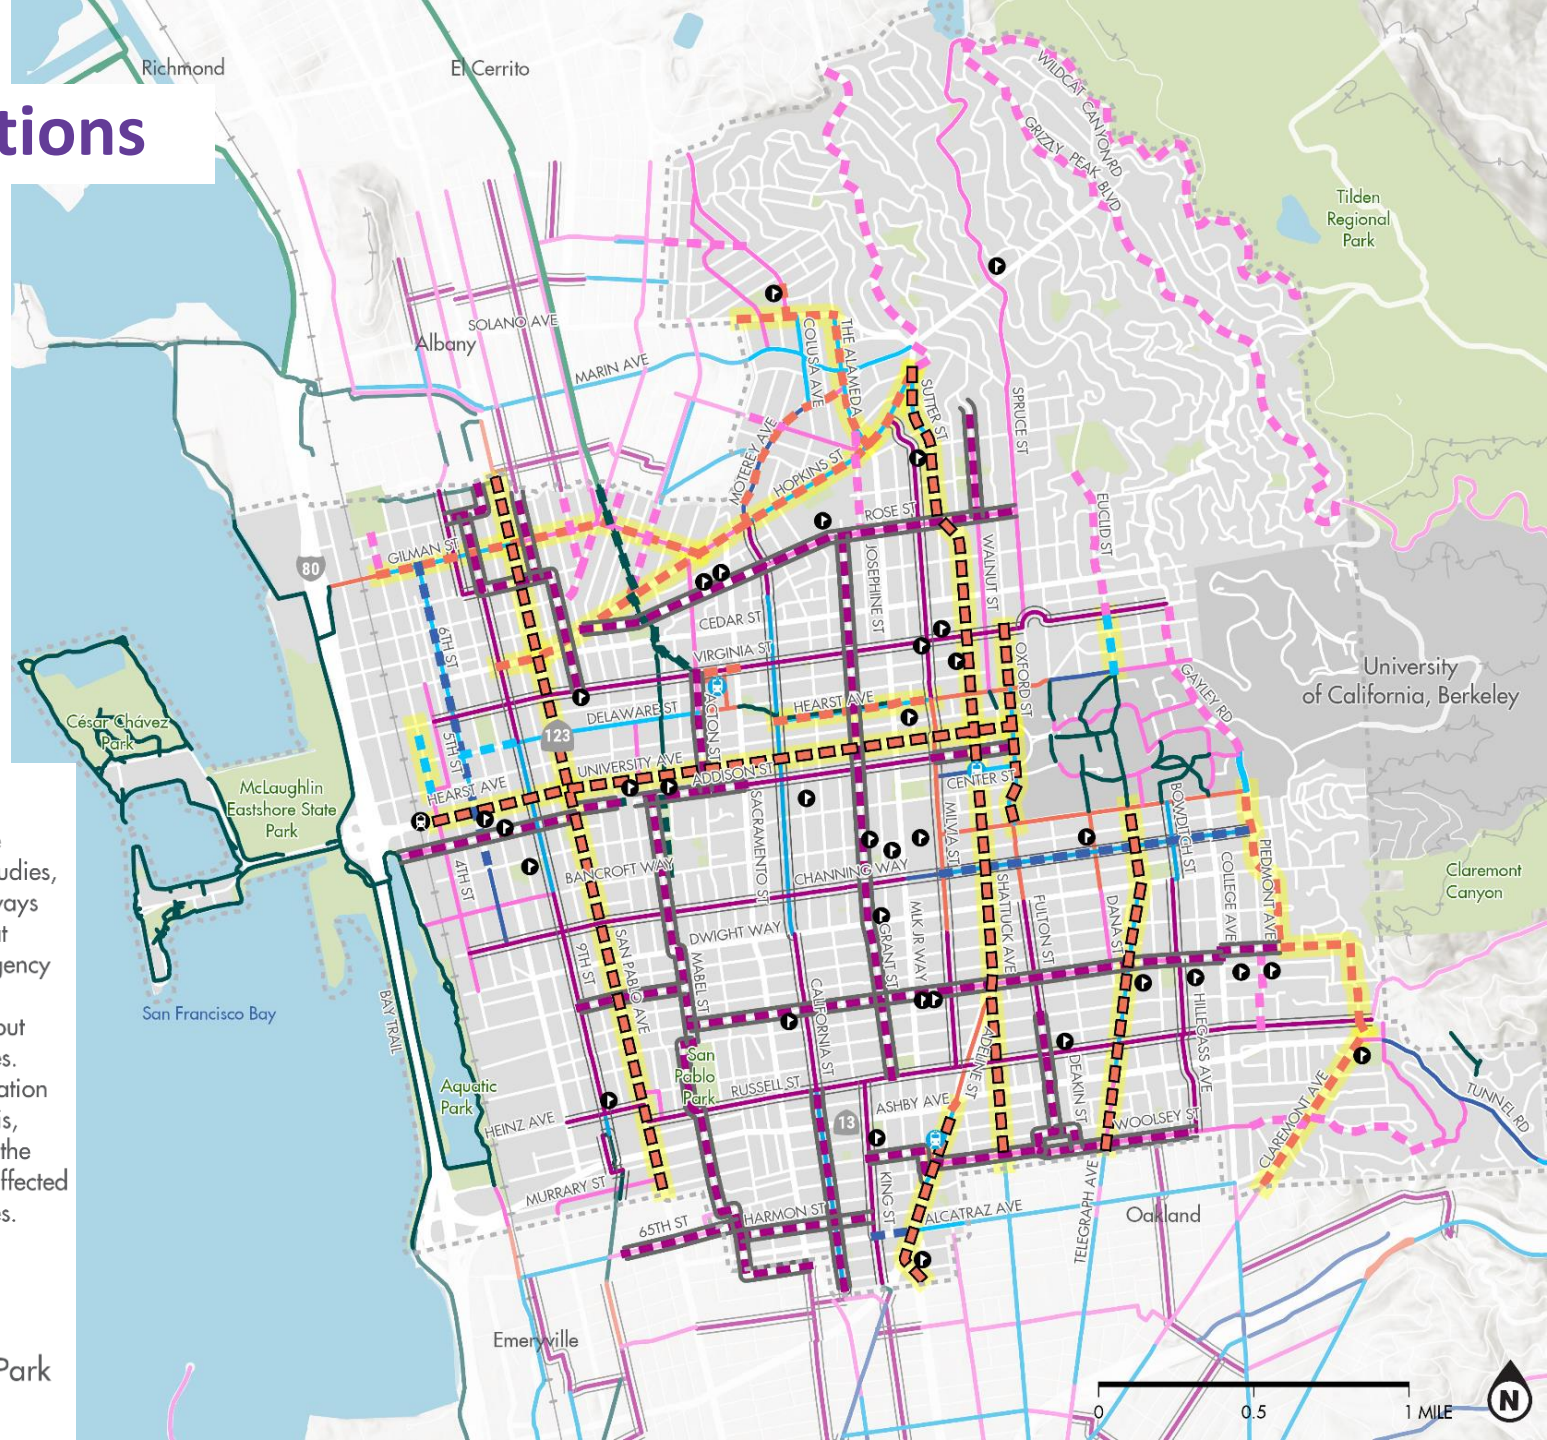 tions
Richmond
El Cerrito
WILDCAT CANYON RD
GRIZZLY PEAK BLVD
Tilden
Regional
Park
SOLANO AVE
Albany
MARIN AVE
COLUSA AVE
THE ALAMEDA
SUTTER ST
SPRUCE ST
MOTEREY AVE
HOPKINS ST
EUCLID ST
ROSE ST
80
GILMAN ST
JOSEPHINE ST
WALNUT ST
CEDAR ST
6TH ST
VIRGINIA ST
OXFORD ST
GAYLEY RD
University
of California, Berkeley
César Chávez
Park
DELAWARE ST
ACTON ST
HEARST AVE
123
5TH ST
UNIVERSITY AVE
ADDISON ST
CENTER ST
HEARST AVE
McLaughlin
Eastshore State
Park
SACRAMENTO ST
MILVIA ST
BOWDITCH ST
udies,
ways
4TH ST
BANCROFT WAY
CHANNING WAY
COLLEGE AVE
PIEDMONT AVE
Claremont
Canyon
gency
9TH ST
SAN PABLO AVE
DWIGHT WAY
MLK JR WAY
GRANT ST
SHATTUCK AVE
FULTON ST
DANA ST
San Francisco Bay
BAY TRAIL
MABEL ST
CALIFORNIA ST
HILLEGASS AVE
out
es.
ation
is,
the
ffected
es.
San
Pablo
Park
Aquatic
Park
RUSSELL ST
ADELINE ST
ASHBY AVE
DEAKIN ST
TUNNEL RD
HEINZ AVE
13
WOOLSEY ST
CLAREMONT AVE
MURRARY ST
KING ST
65TH ST
HARMON ST
ALCATRAZ AVE
TELEGRAPH AVE
Oakland
Emeryville
Park
0
0.5
1 MILE
N